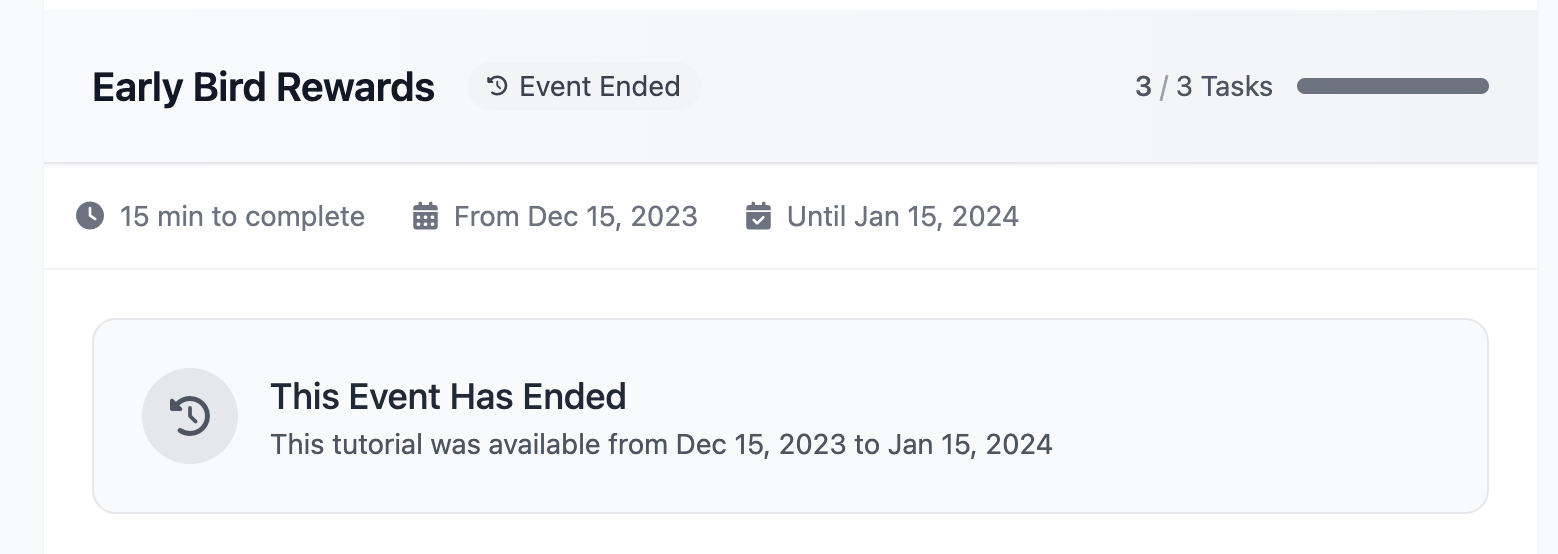 Early Bird Rewards Event Ended 3 / 3 Tasks
15 min to complete From Dec 15, 2023 Until Jan 15, 2024
This Event Has Ended
This tutorial was available from Dec 15, 2023 to Jan 15, 2024